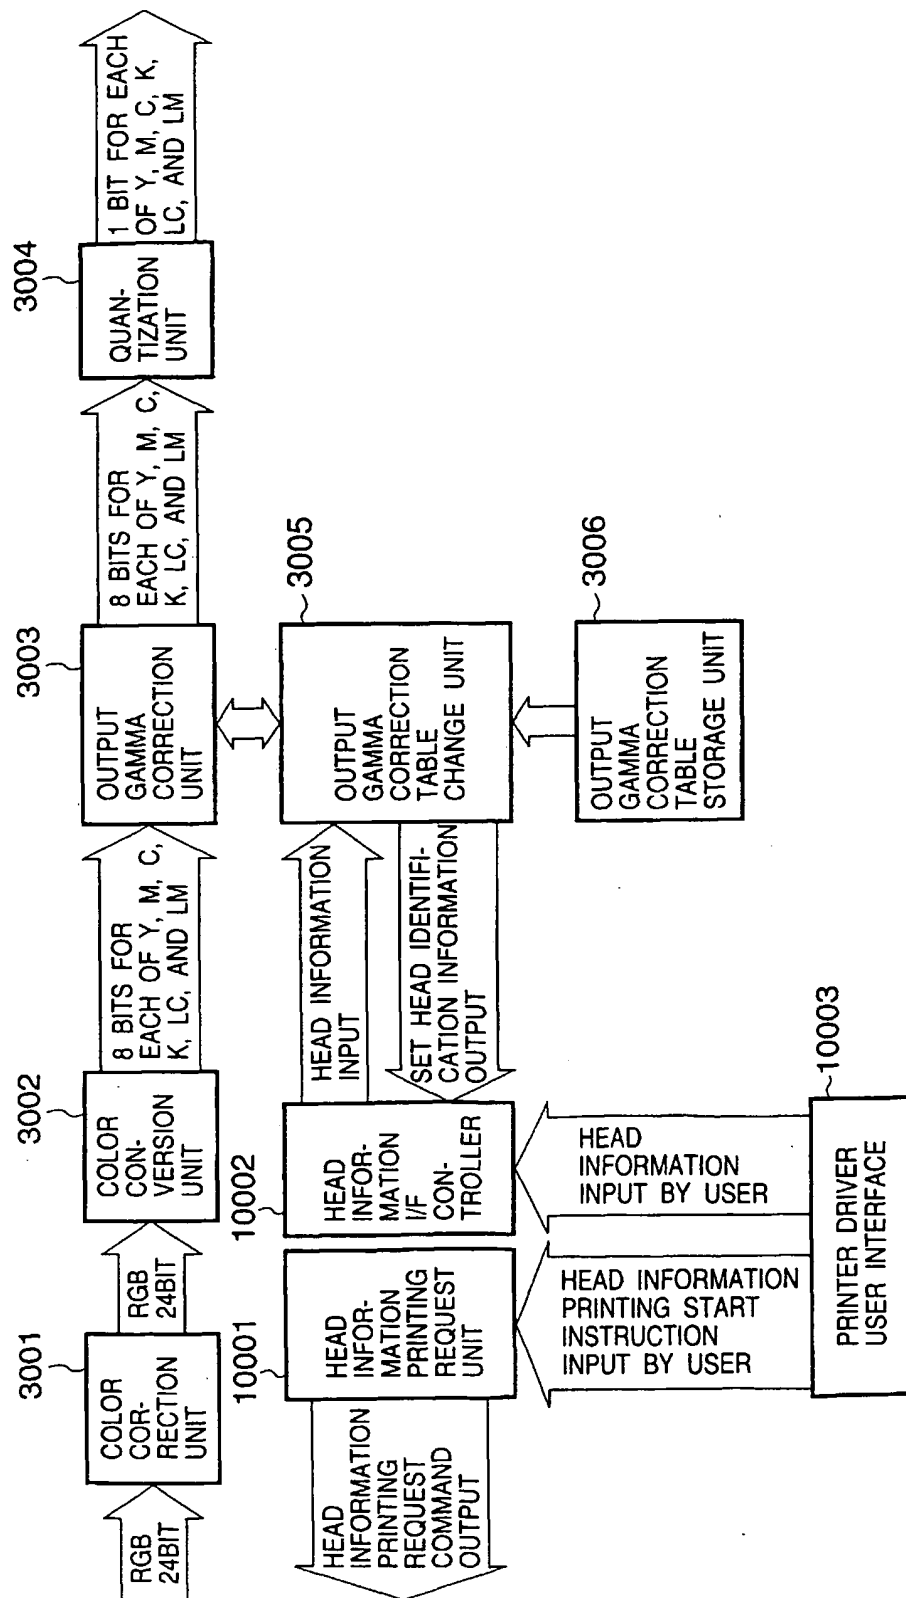 RGB
24BIT
3001
COLOR
COR-
RECTION
UNIT
RGB
24BIT
3002
COLOR
CON-
VERSION
UNIT
8 BITS FOR
EACH OF Y, M, C,
K, LC, AND LM
3003
OUTPUT
GAMMA
CORRECTION
UNIT
8 BITS FOR
EACH OF Y, M, C,
K, LC, AND LM
3004
QUAN-
TIZATION
UNIT
1 BIT FOR EACH
OF Y, M, C, K,
LC, AND LM
HEAD
INFORMATION
PRINTING
REQUEST
COMMAND
OUTPUT
10001
HEAD
INFOR-
MATION
PRINTING
REQUEST
UNIT
10002
HEAD
INFOR-
MATION
I/F
CON-
TROLLER
HEAD INFORMATION
INPUT
SET HEAD IDENTIFI-
CATION INFORMATION
OUTPUT
3005
OUTPUT
GAMMA
CORRECTION
TABLE
CHANGE UNIT
3006
OUTPUT
GAMMA
CORRECTION
TABLE
STORAGE UNIT
HEAD INFORMATION
PRINTING START
INSTRUCTION
INPUT BY USER
HEAD
INFORMATION
INPUT BY USER
10003
PRINTER DRIVER
USER INTERFACE